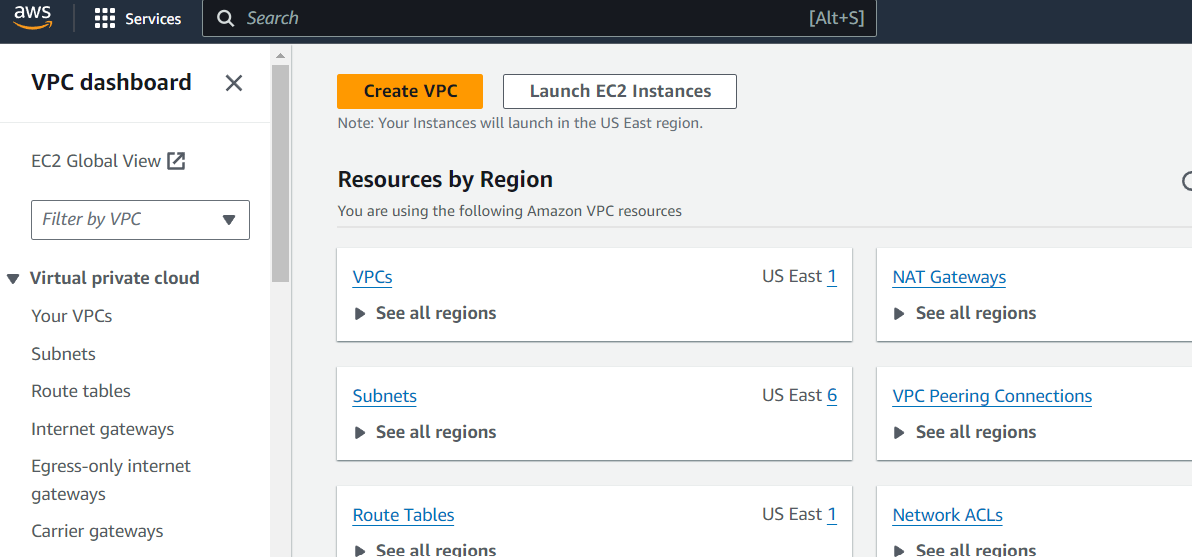 aws
Services
Search
[Alt+S]
VPC dashboard
EC2 Global View
Filter by VPC
Virtual private cloud
Your VPCs
Subnets
Route tables
Internet gateways
Egress-only internet
gateways
Carrier gateways
Create VPC
Launch EC2 Instances
Note: Your Instances will launch in the US East region.
Resources by Region
You are using the following Amazon VPC resources
VPCs
US East 1
See all regions
NAT Gateways
See all regions
Subnets
US East 6
See all regions
VPC Peering Connections
See all regions
Route Tables
US East 1
See all regions
Network ACLs
See all regions